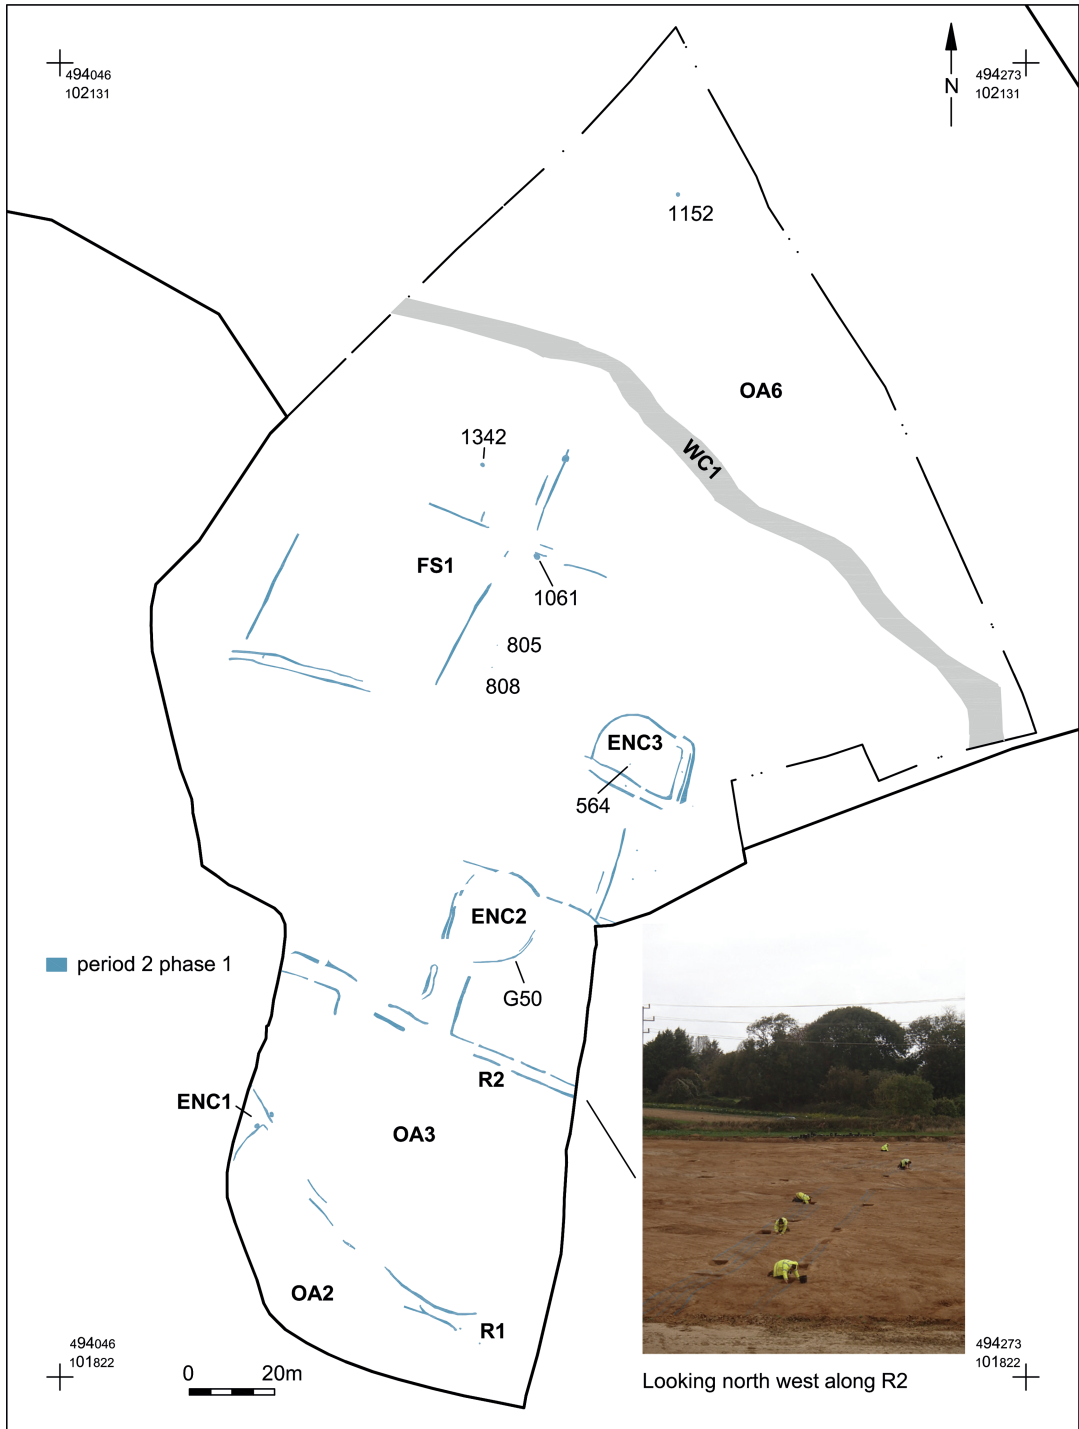 494046
102131
N
494273
102131
1152
OA6
WC1
1342
FS1
1061
805
808
ENC3
564
ENC2
period 2 phase 1
G50
R2
ENC1
OA3
OA2
R1
494046
101822
0 20m
494273
101822
Looking north west along R2